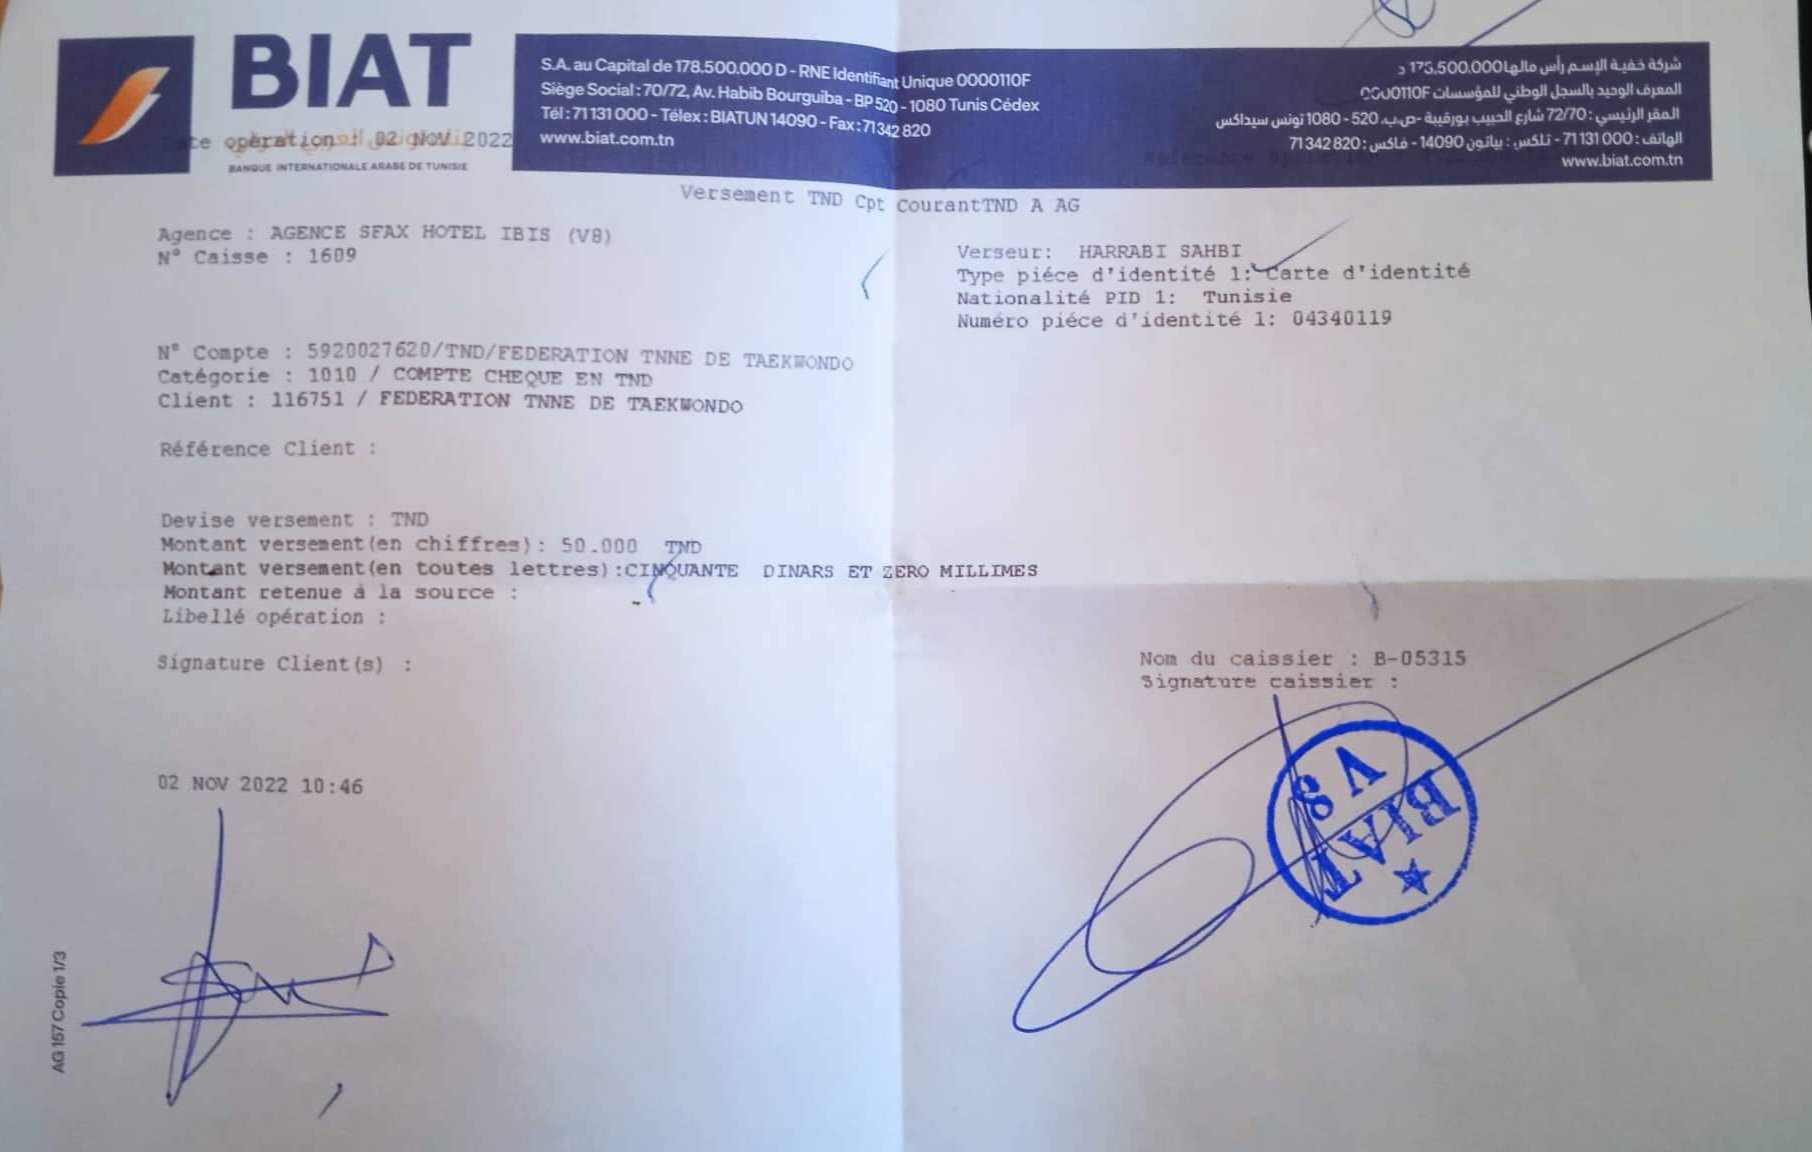 BIAT
BANQUE INTERNATIONALE ARABE DE TUNISIE
S.A. au Capital de 178.500.000 D - RNE Identifiant Unique 0000110F
Siège Social : 70/72, Av. Habib Bourguiba - BP 520 - 1080 Tunis Cédex
Tél : 71 131 000 - Télex : BIATUN 14090 - Fax : 71 342 820
www.biat.com.tn
شركة خفية الإسم رأس مالها 178.500.000 د
المعرف الوحيد بالسجل الوطني للمؤسسات 0000110F
المقر الرئيسي : 72/70 شارع الحبيب بورقيبة -ص.ب. 520 - 1080 تونس سيداكس
الهاتف : 71 131 000 - تلكس : بياتون 14090 - فاكس : 71 342 820
www.biat.com.tn
te opération : 02 NOV 2022
Versement TND Cpt CourantTND A AG
Agence : AGENCE SFAX HOTEL IBIS (V8)
N° Caisse : 1609
Verseur: HARRABI SAHBI
Type piéce d'identité 1: Carte d'identité
Nationalité PID 1: Tunisie
Numéro piéce d'identité 1: 04340119
N° Compte : 5920027620/TND/FEDERATION TNNE DE TAEKWONDO
Catégorie : 1010 / COMPTE CHEQUE EN TND
Client : 116751 / FEDERATION TNNE DE TAEKWONDO
Référence Client :
Devise versement : TND
Montant versement(en chiffres): 50.000 TND
Montant versement(en toutes lettres):CINQUANTE DINARS ET ZERO MILLIMES
Montant retenue à la source :
Libellé opération :
Signature Client(s) :
Nom du caissier : B-05315
Signature caissier :
02 NOV 2022 10:46
BIAT
V8
AG 157 Copie 1/3